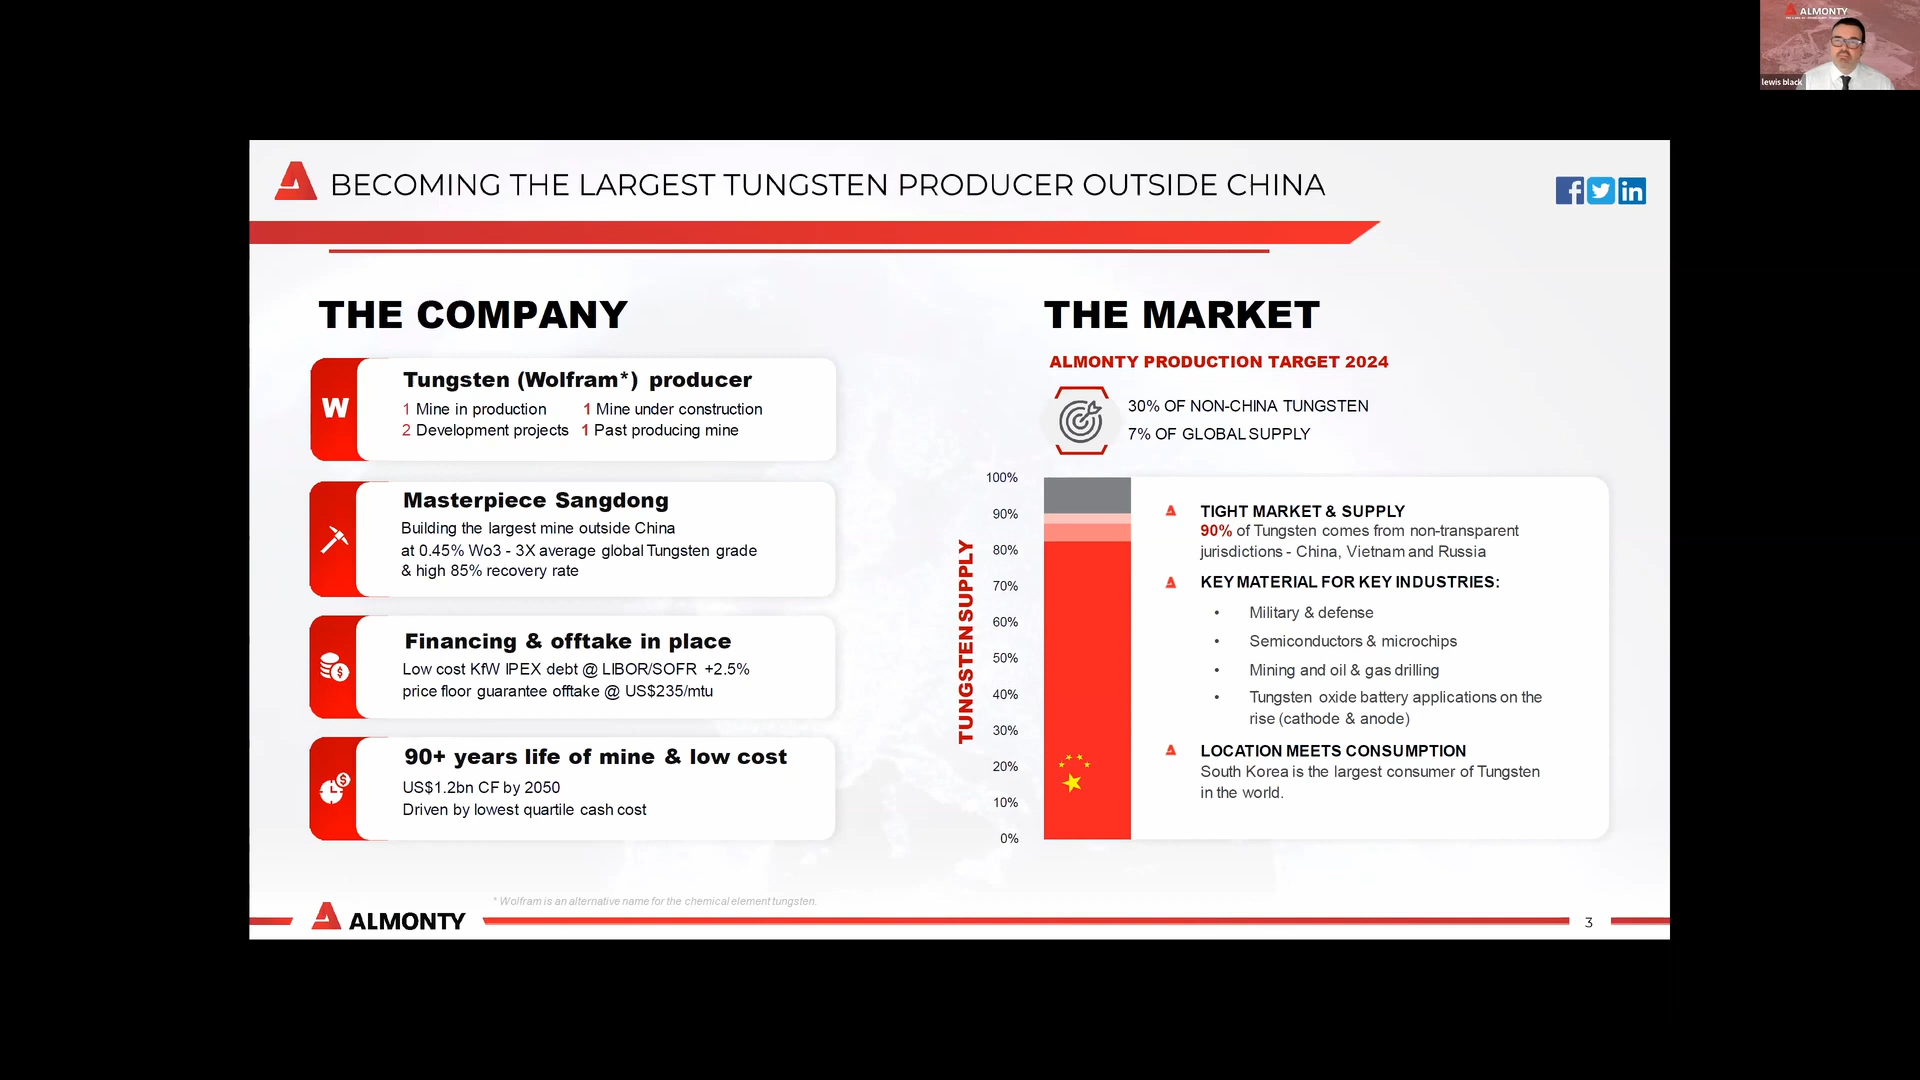 ALMONTY
lewis black
BECOMING THE LARGEST TUNGSTEN PRODUCER OUTSIDE CHINA
THE COMPANY
W
Tungsten (Wolfram*) producer
1 Mine in production 1 Mine under construction
2 Development projects 1 Past producing mine
Masterpiece Sangdong
Building the largest mine outside China
at 0.45% Wo3 - 3X average global Tungsten grade
& high 85% recovery rate
Financing & offtake in place
Low cost KfW IPEX debt @ LIBOR/SOFR +2.5%
price floor guarantee offtake @ US$235/mtu
90+ years life of mine & low cost
US$1.2bn CF by 2050
Driven by lowest quartile cash cost
THE MARKET
ALMONTY PRODUCTION TARGET 2024
30% OF NON-CHINA TUNGSTEN
7% OF GLOBAL SUPPLY
TUNGSTEN SUPPLY
100%
90%
80%
70%
60%
50%
40%
30%
20%
10%
0%
TIGHT MARKET & SUPPLY
90% of Tungsten comes from non-transparent
jurisdictions - China, Vietnam and Russia
KEY MATERIAL FOR KEY INDUSTRIES:
• Military & defense
• Semiconductors & microchips
• Mining and oil & gas drilling
• Tungsten oxide battery applications on the
rise (cathode & anode)
LOCATION MEETS CONSUMPTION
South Korea is the largest consumer of Tungsten
in the world.
* Wolfram is an alternative name for the chemical element tungsten.
ALMONTY
3